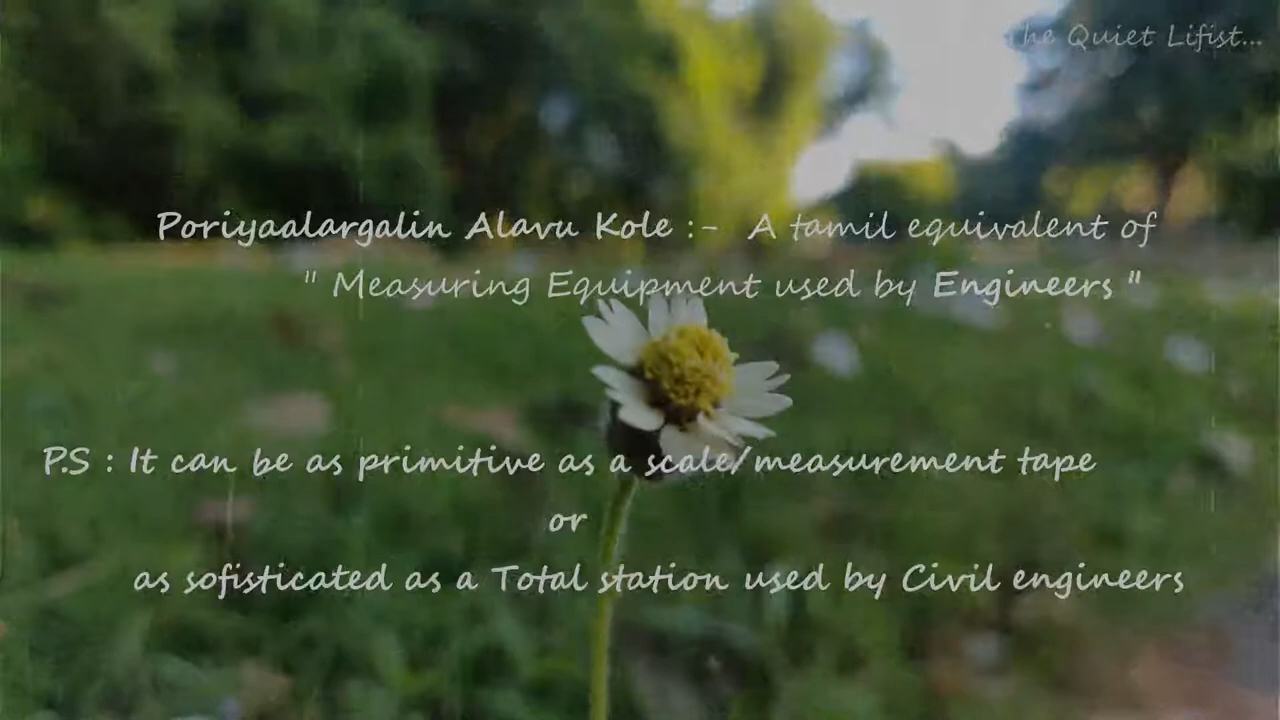 The Quiet Lifist...
Poriyaalargalin Alavu Kole :- A tamil equivalent of
" Measuring Equipment used by Engineers "
P.S : It can be as primitive as a scale/measurement tape
or
as sofisticated as a Total station used by Civil engineers